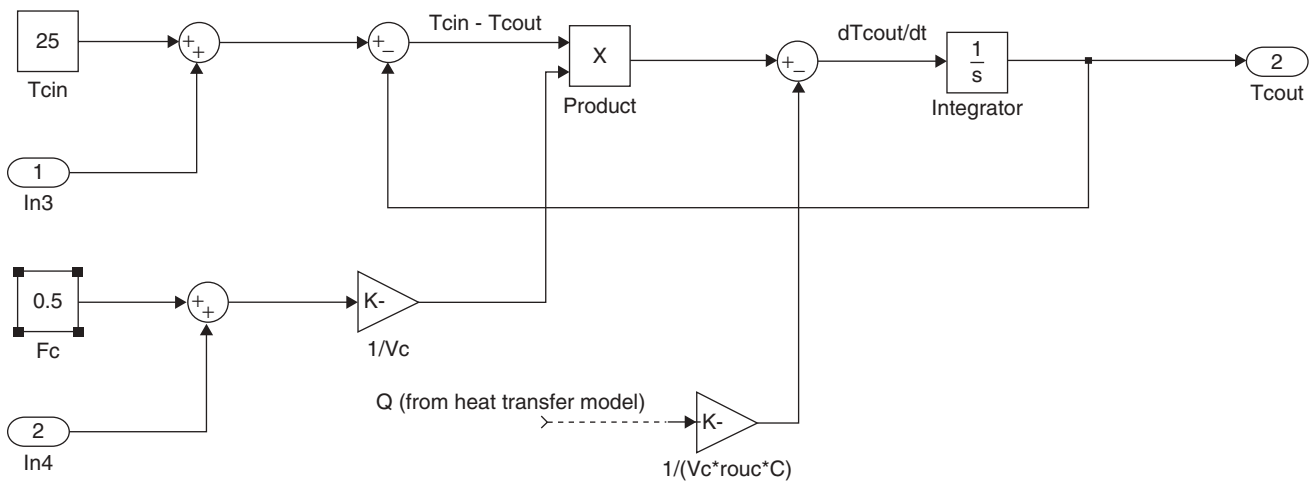 25
Tcin
+
+
+
−
Tcin - Tcout
X
Product
+
−
dTcout/dt
1
s
Integrator
2
Tcout
1
In3
0.5
Fc
+
+
K-
1/Vc
2
In4
Q (from heat transfer model)
K-
1/(Vc*rouc*C)